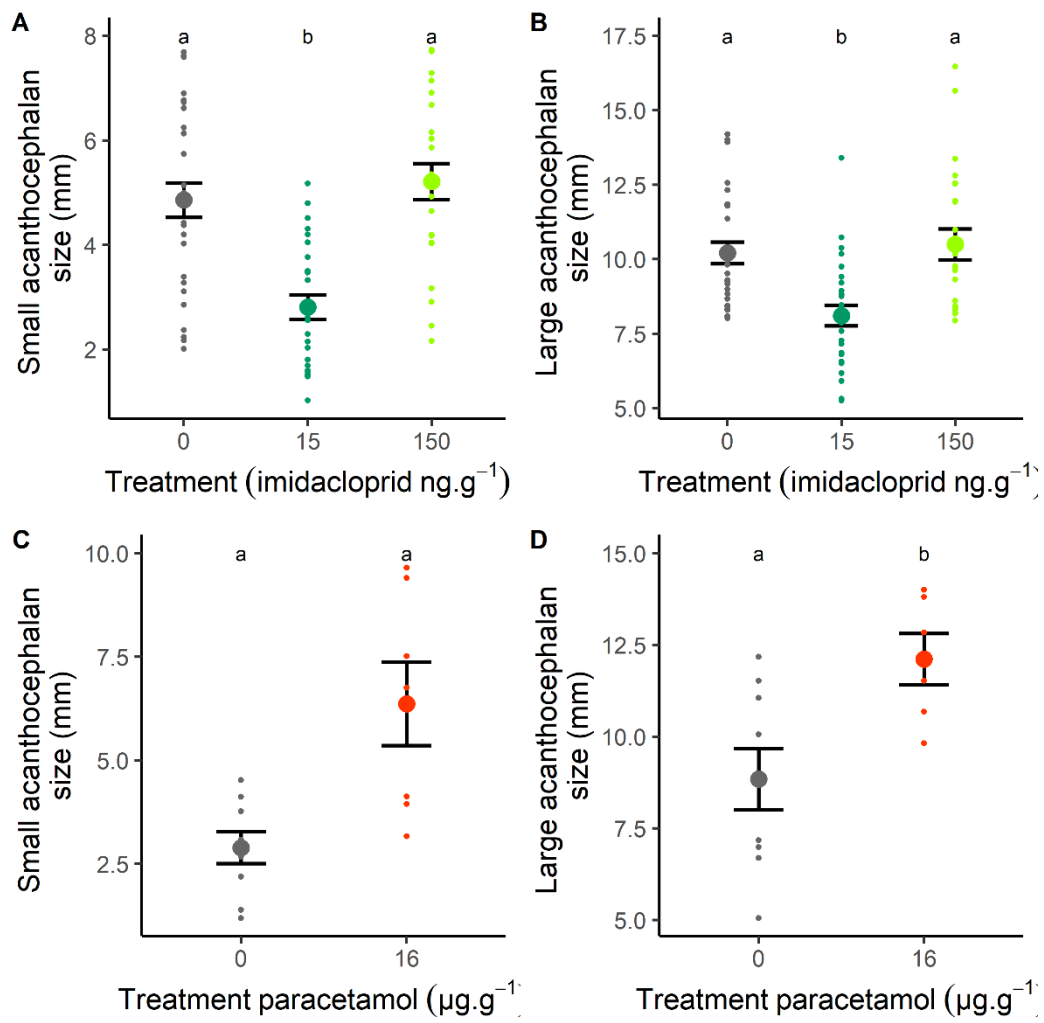 A
Small acanthocephalan
size (mm)
8
6
4
2
a
b
a
0
15
150
Treatment (imidacloprid ng.g⁻¹)
B
Large acanthocephalan
size (mm)
17.5
15.0
12.5
10.0
7.5
5.0
a
b
a
0
15
150
Treatment (imidacloprid ng.g⁻¹)
C
Small acanthocephalan
size (mm)
10.0
7.5
5.0
2.5
a
a
0
16
Treatment paracetamol (µg.g⁻¹)
D
Large acanthocephalan
size (mm)
15.0
12.5
10.0
7.5
5.0
a
b
0
16
Treatment paracetamol (µg.g⁻¹)